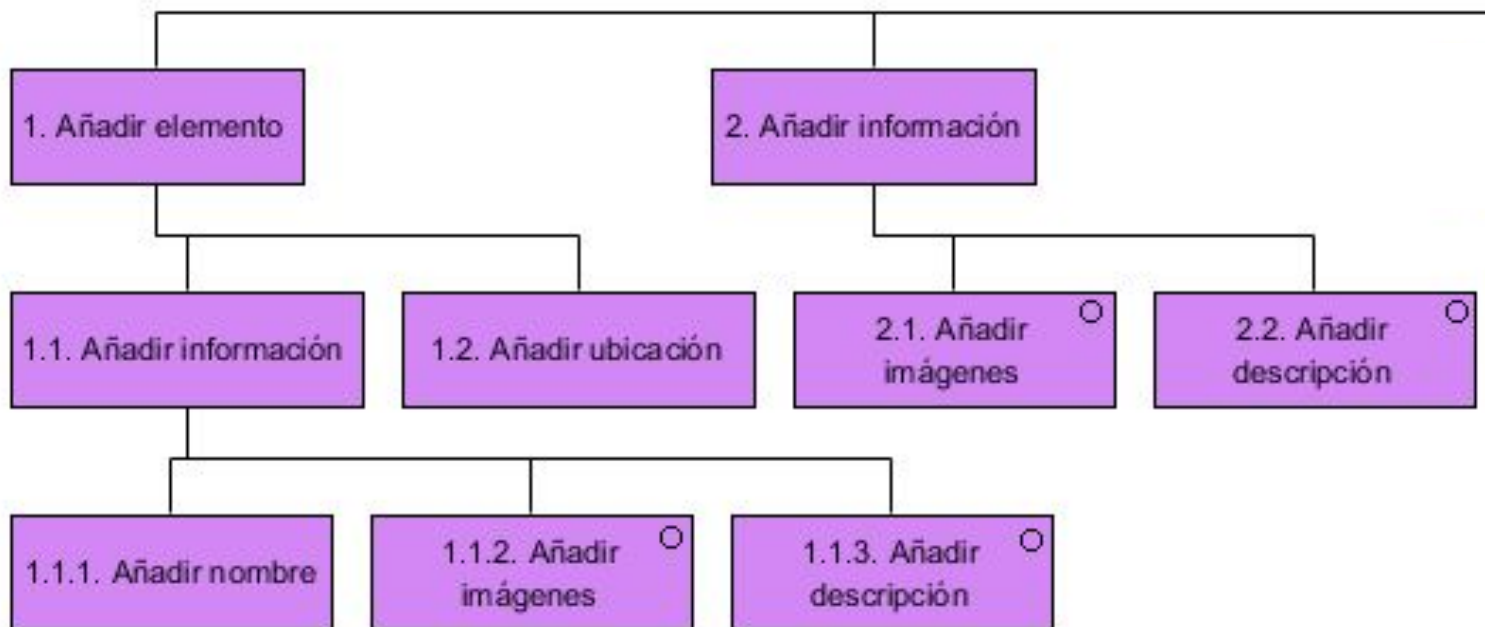 1. Añadir elemento
2. Añadir información
1.1. Añadir información
1.2. Añadir ubicación
2.1. Añadir
imágenes
2.2. Añadir
descripción
1.1.1. Añadir nombre
1.1.2. Añadir
imágenes
1.1.3. Añadir
descripción